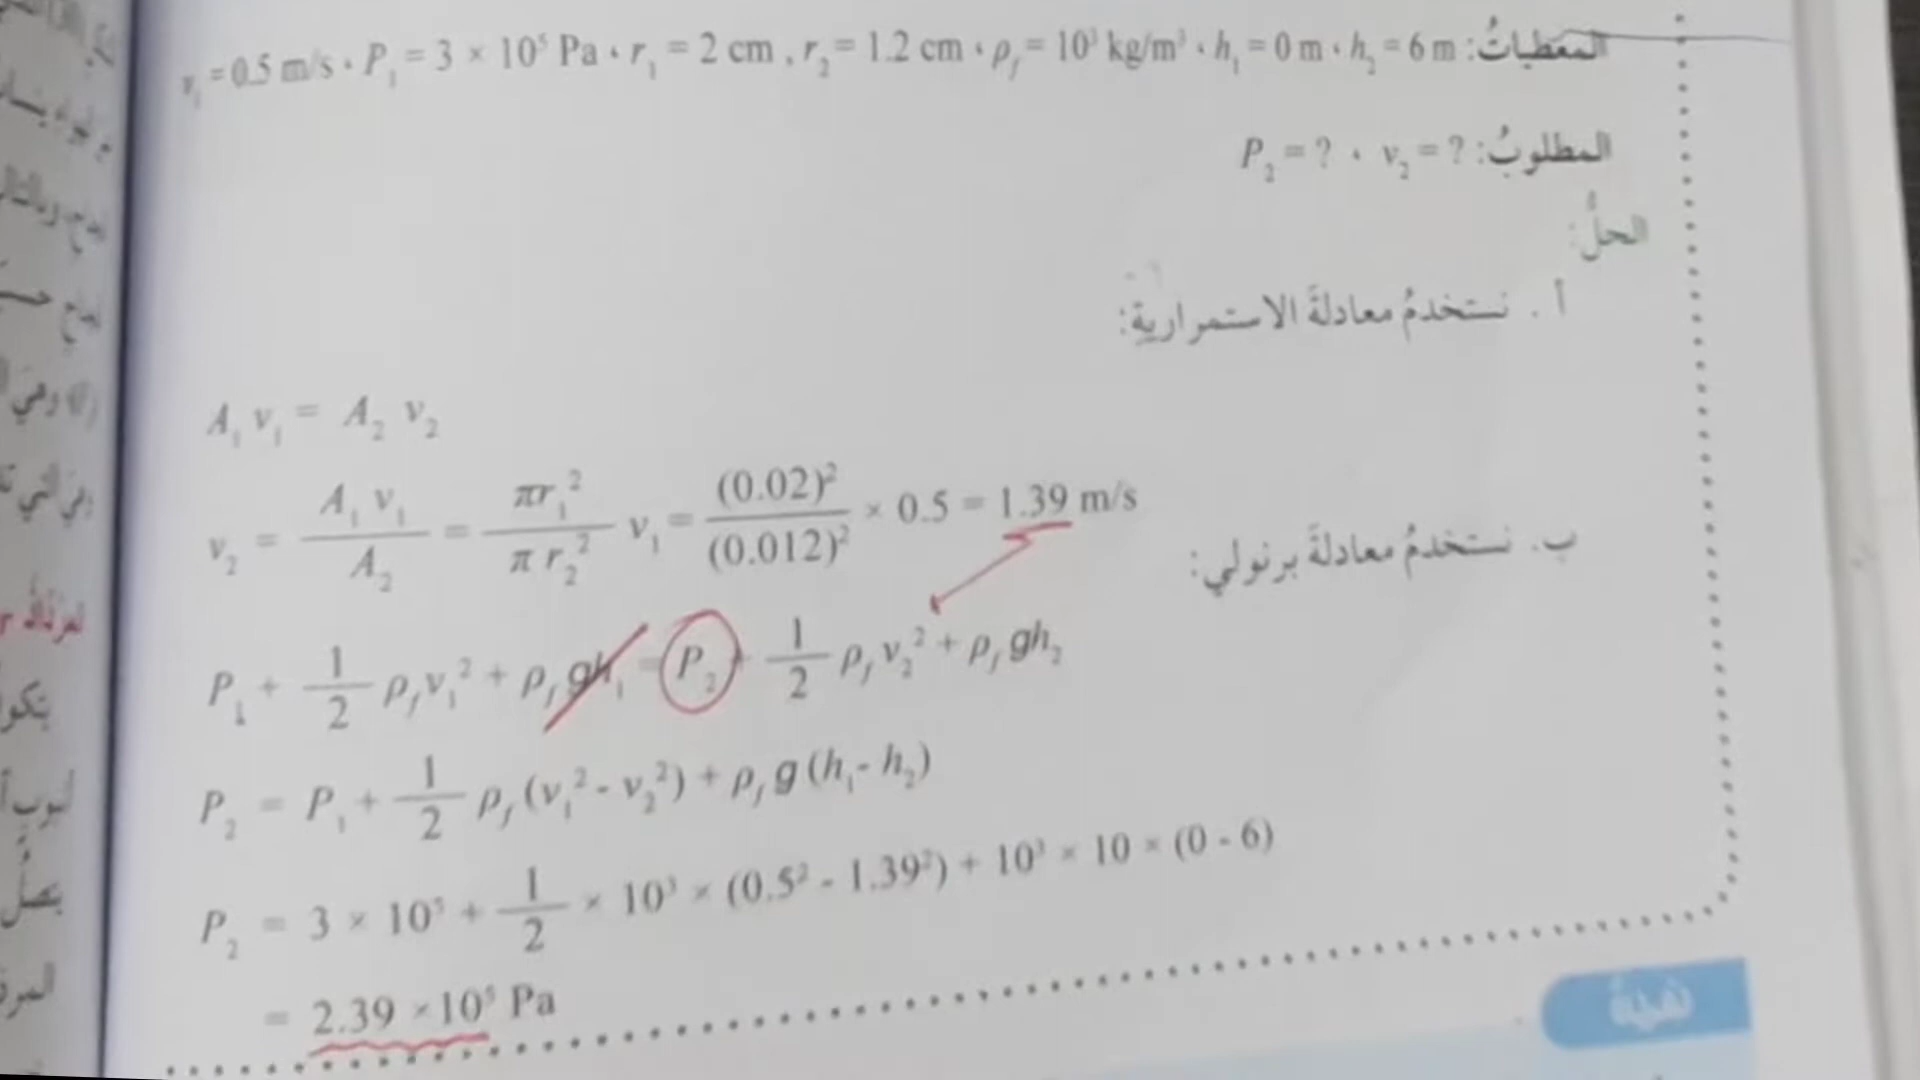 المعطياتُ: v₁ = 0.5 m/s ، P₁ = 3 × 10⁵ Pa ، r₁ = 2 cm , r₂ = 1.2 cm ، ρf = 10³ kg/m³ ، h₁ = 0 m ، h₂ = 6 m
المطلوبُ: P₂ = ? ، v₂ = ?
الحلُّ:
أ . نستخدمُ معادلةَ الاستمراريةِ:
A₁ v₁ = A₂ v₂
v₂ = A₁ v₁ / A₂ = πr₁² / π r₂² v₁ = (0.02)² / (0.012)² × 0.5 = 1.39 m/s
ب. نستخدمُ معادلةَ برنولي:
P₁ + 1/2 ρf v₁² + ρf gh₁ = P₂ + 1/2 ρf v₂² + ρf gh₂
P₂ = P₁ + 1/2 ρf (v₁² - v₂²) + ρf g (h₁ - h₂)
P₂ = 3 × 10⁵ + 1/2 × 10³ × (0.5² - 1.39²) + 10³ × 10 × (0 - 6)
= 2.39 × 10⁵ Pa